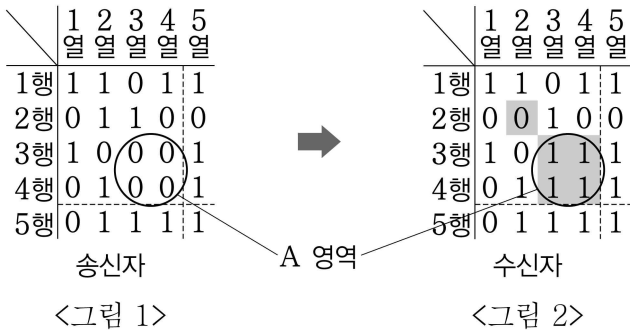 1열 2열 3열 4열 5열
1행 1 1 0 1 1
2행 0 1 1 0 0
3행 1 0 0 0 1
4행 0 1 0 0 1
5행 0 1 1 1 1
송신자
<그림 1>
A 영역
1열 2열 3열 4열 5열
1행 1 1 0 1 1
2행 0 0 1 0 0
3행 1 0 1 1 1
4행 0 1 1 1 1
5행 0 1 1 1 1
수신자
<그림 2>